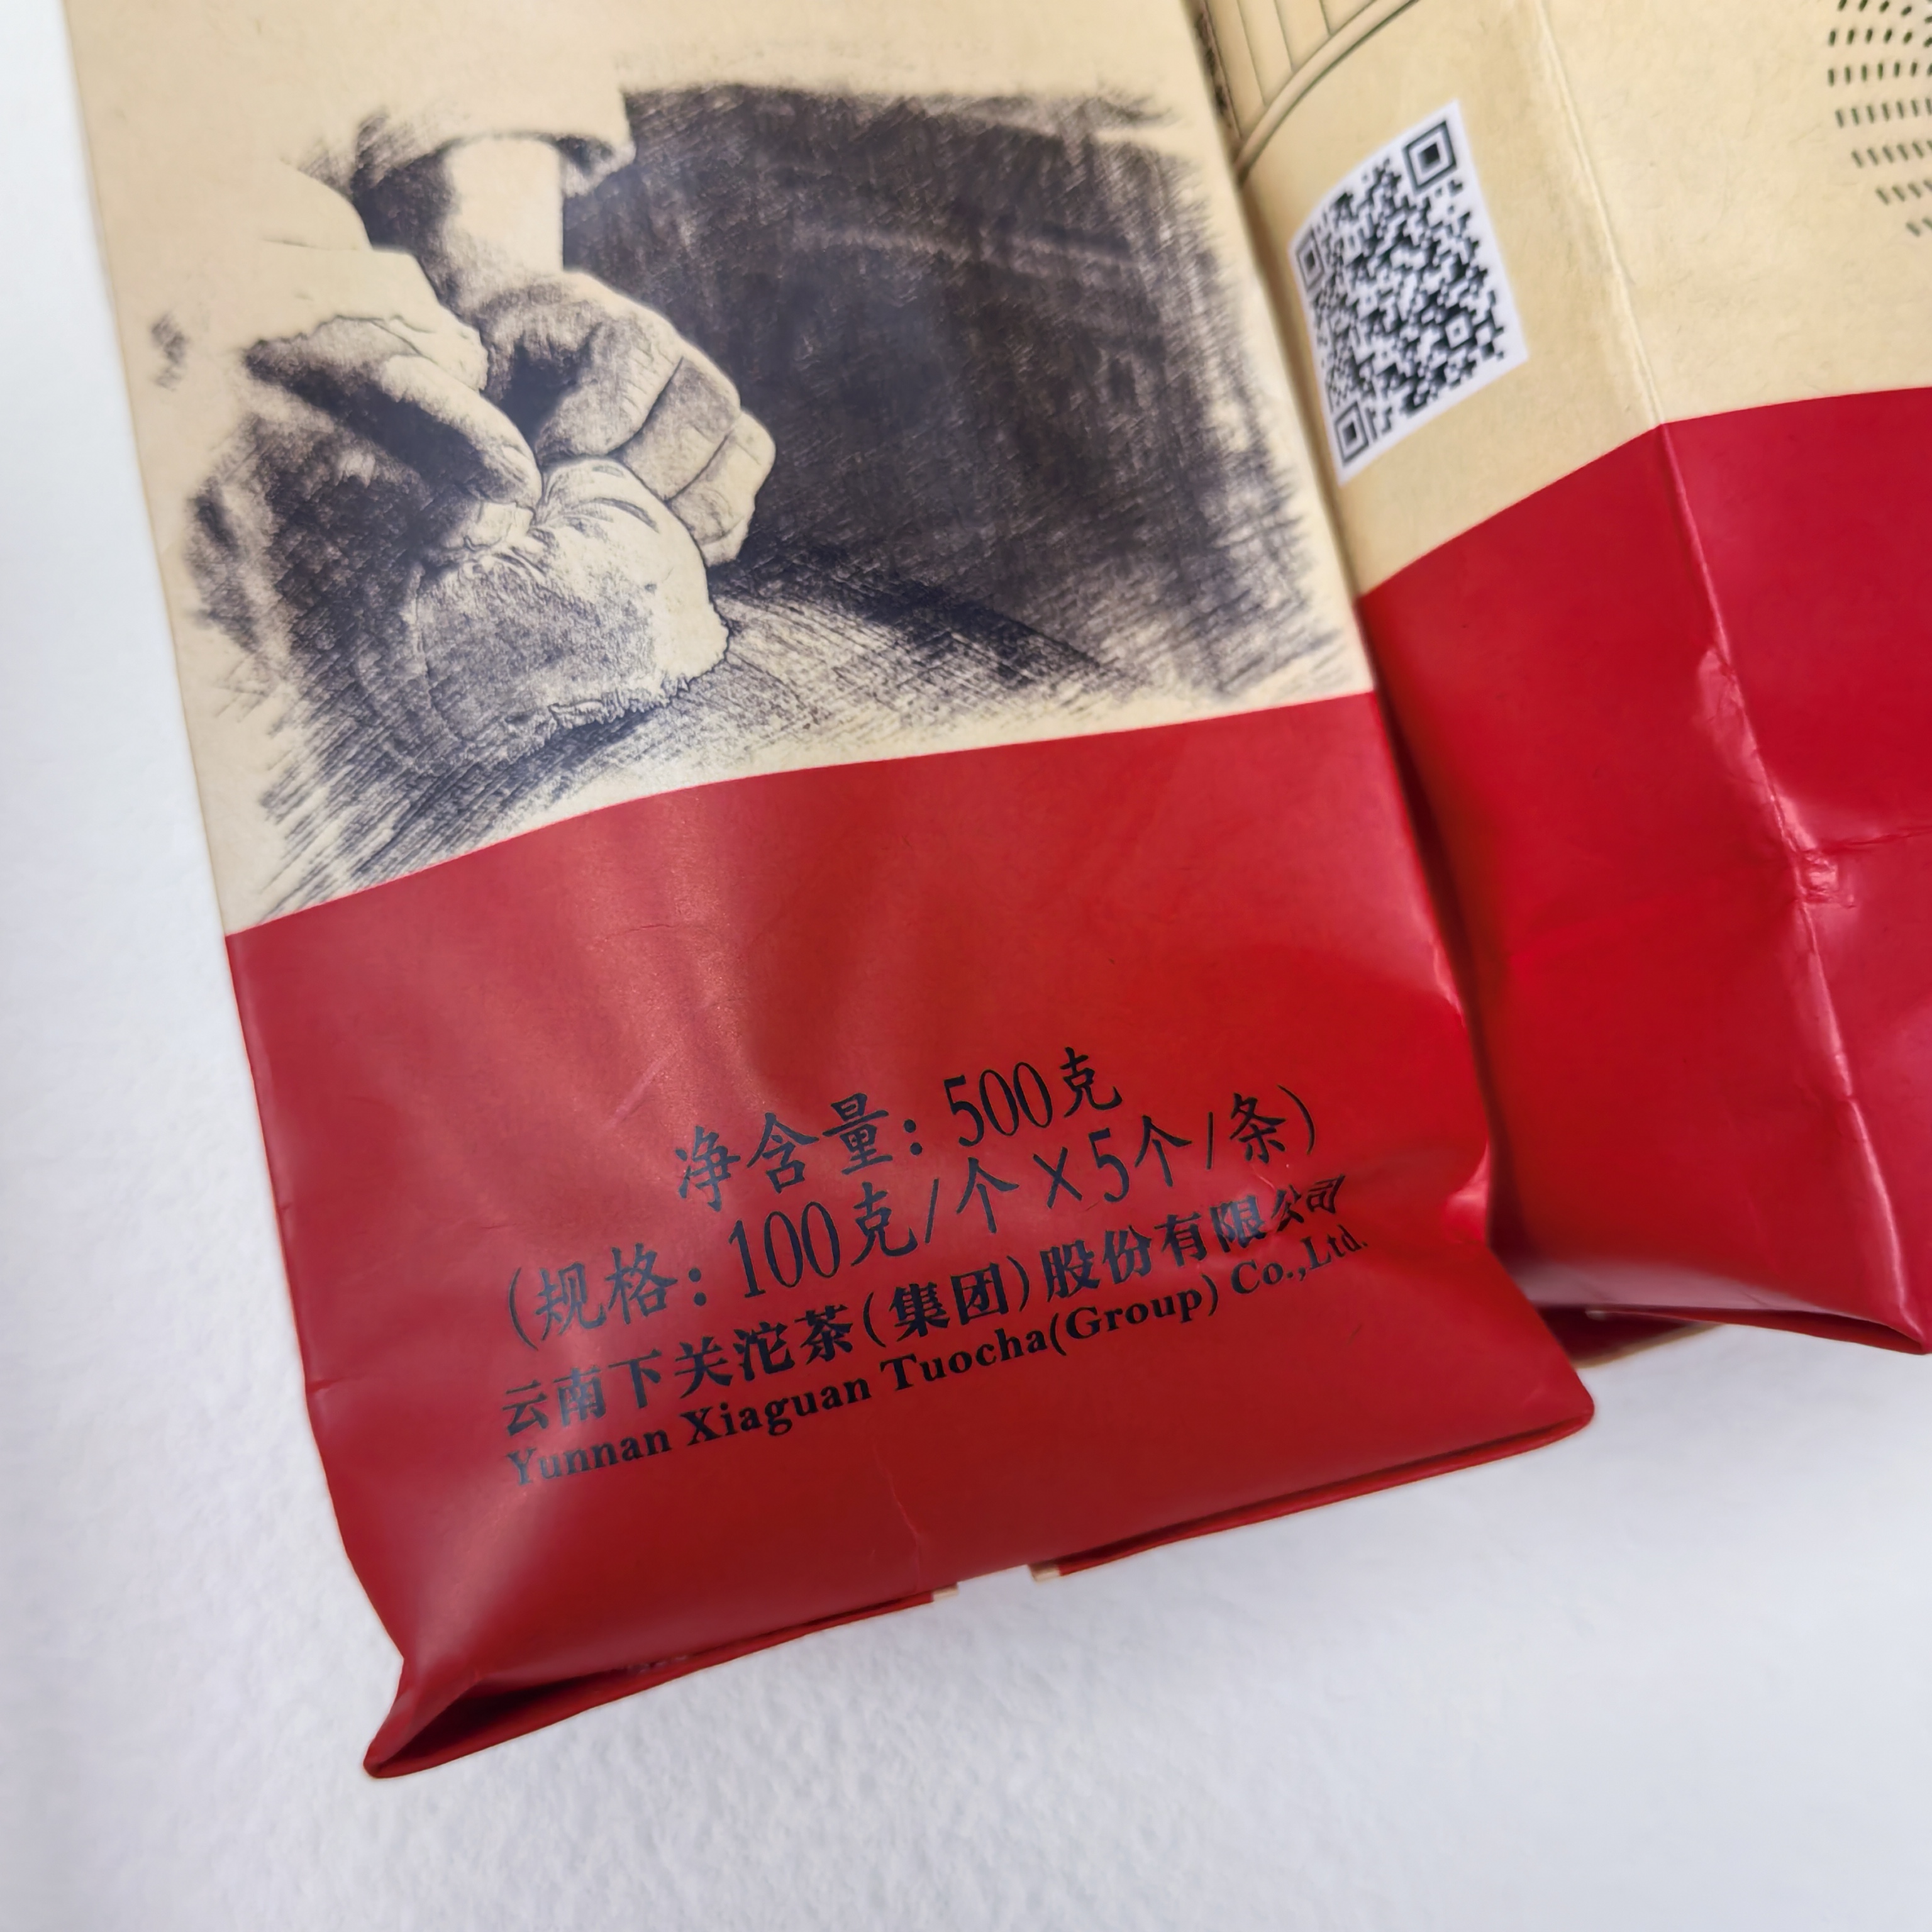 净含量：500克
（规格：100克/个×5个/条）
云南下关沱茶（集团）股份有限公司
Yunnan Xiaguan Tuocha(Group) Co.,Ltd.